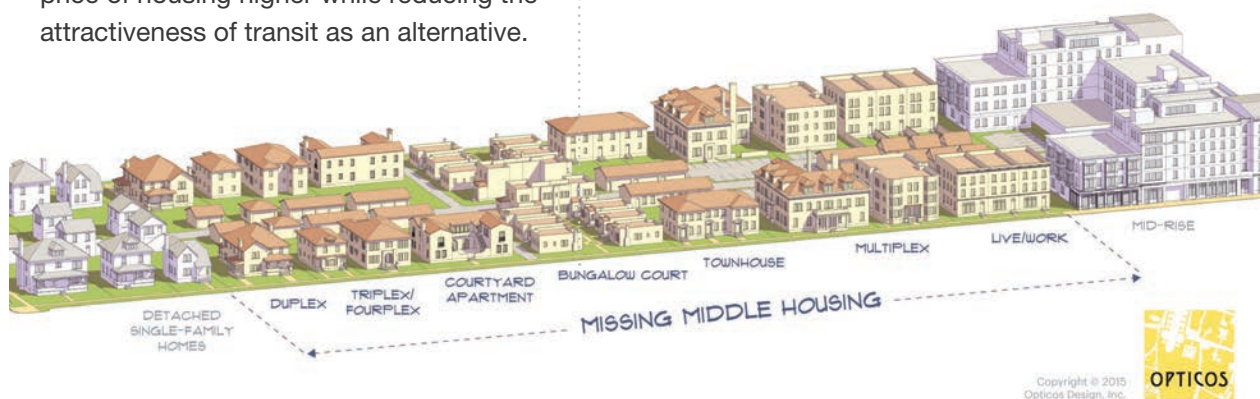 price of housing higher while reducing the
attractiveness of transit as an alternative.
DETACHED
SINGLE-FAMILY
HOMES
DUPLEX
TRIPLEX/
FOURPLEX
COURTYARD
APARTMENT
BUNGALOW COURT
TOWNHOUSE
MULTIPLEX
LIVE/WORK
MID-RISE
MISSING MIDDLE HOUSING
Copyright © 2015
Opticos Design, Inc.
OPTICOS